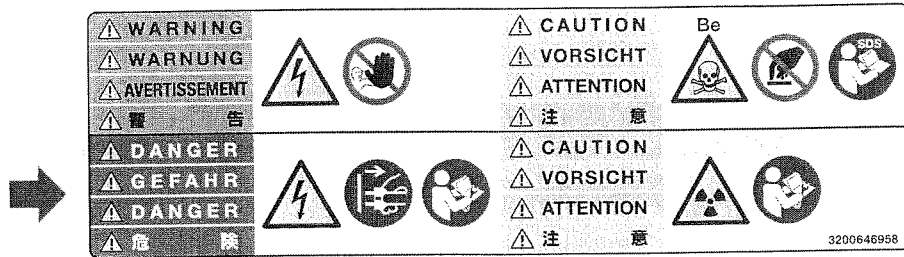 WARNING
WARNUNG
AVERTISSEMENT
警 告
CAUTION
VORSICHT
ATTENTION
注 意
Be
SDS
DANGER
GEFAHR
DANGER
危 険
CAUTION
VORSICHT
ATTENTION
注 意
3200646958